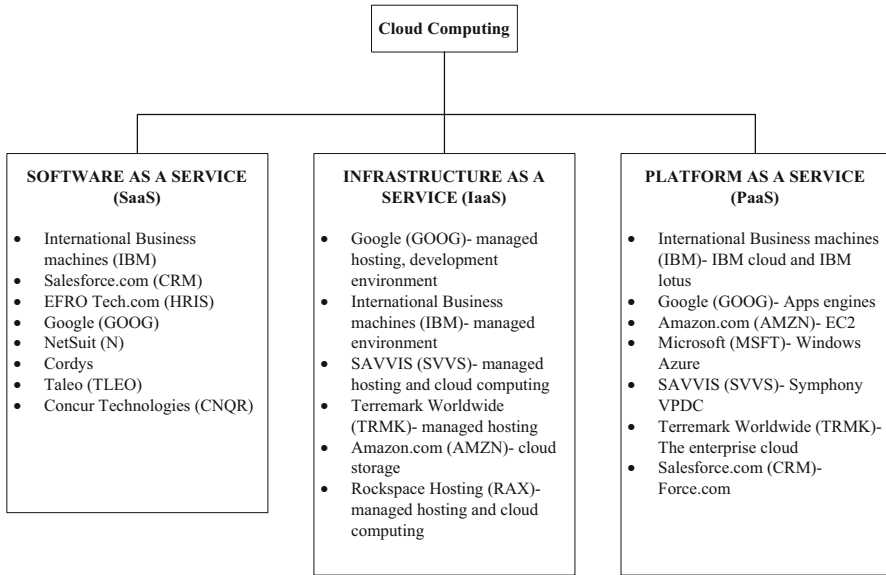 Cloud Computing
SOFTWARE AS A SERVICE
(SaaS)
• International Business
machines (IBM)
• Salesforce.com (CRM)
• EFRO Tech.com (HRIS)
• Google (GOOG)
• NetSuit (N)
• Cordys
• Taleo (TLEO)
• Concur Technologies (CNQR)
INFRASTRUCTURE AS A
SERVICE (IaaS)
• Google (GOOG)- managed
hosting, development
environment
• International Business
machines (IBM)- managed
environment
• SAVVIS (SVVS)- managed
hosting and cloud computing
• Terremark Worldwide
(TRMK)- managed hosting
• Amazon.com (AMZN)- cloud
storage
• Rockspace Hosting (RAX)-
managed hosting and cloud
computing
PLATFORM AS A SERVICE
(PaaS)
• International Business machines
(IBM)- IBM cloud and IBM
lotus
• Google (GOOG)- Apps engines
• Amazon.com (AMZN)- EC2
• Microsoft (MSFT)- Windows
Azure
• SAVVIS (SVVS)- Symphony
VPDC
• Terremark Worldwide (TRMK)-
The enterprise cloud
• Salesforce.com (CRM)-
Force.com